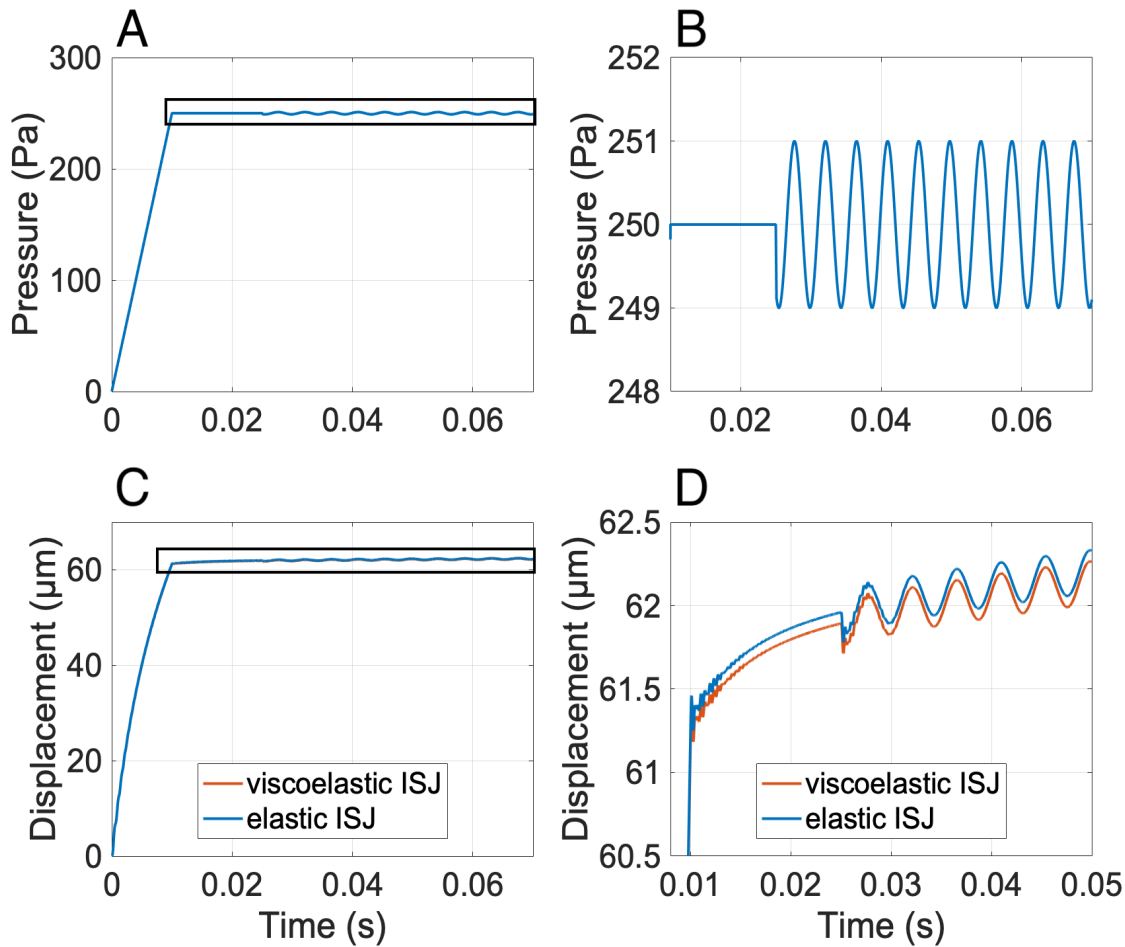 A
Pressure (Pa)
300
200
100
0
0
0.02
0.04
0.06
B
Pressure (Pa)
252
251
250
249
248
0.02
0.04
0.06
C
Displacement (μm)
60
40
20
0
viscoelastic ISJ
elastic ISJ
0
0.02
0.04
0.06
Time (s)
D
Displacement (μm)
62.5
62
61.5
61
60.5
viscoelastic ISJ
elastic ISJ
0.01
0.02
0.03
0.04
0.05
Time (s)